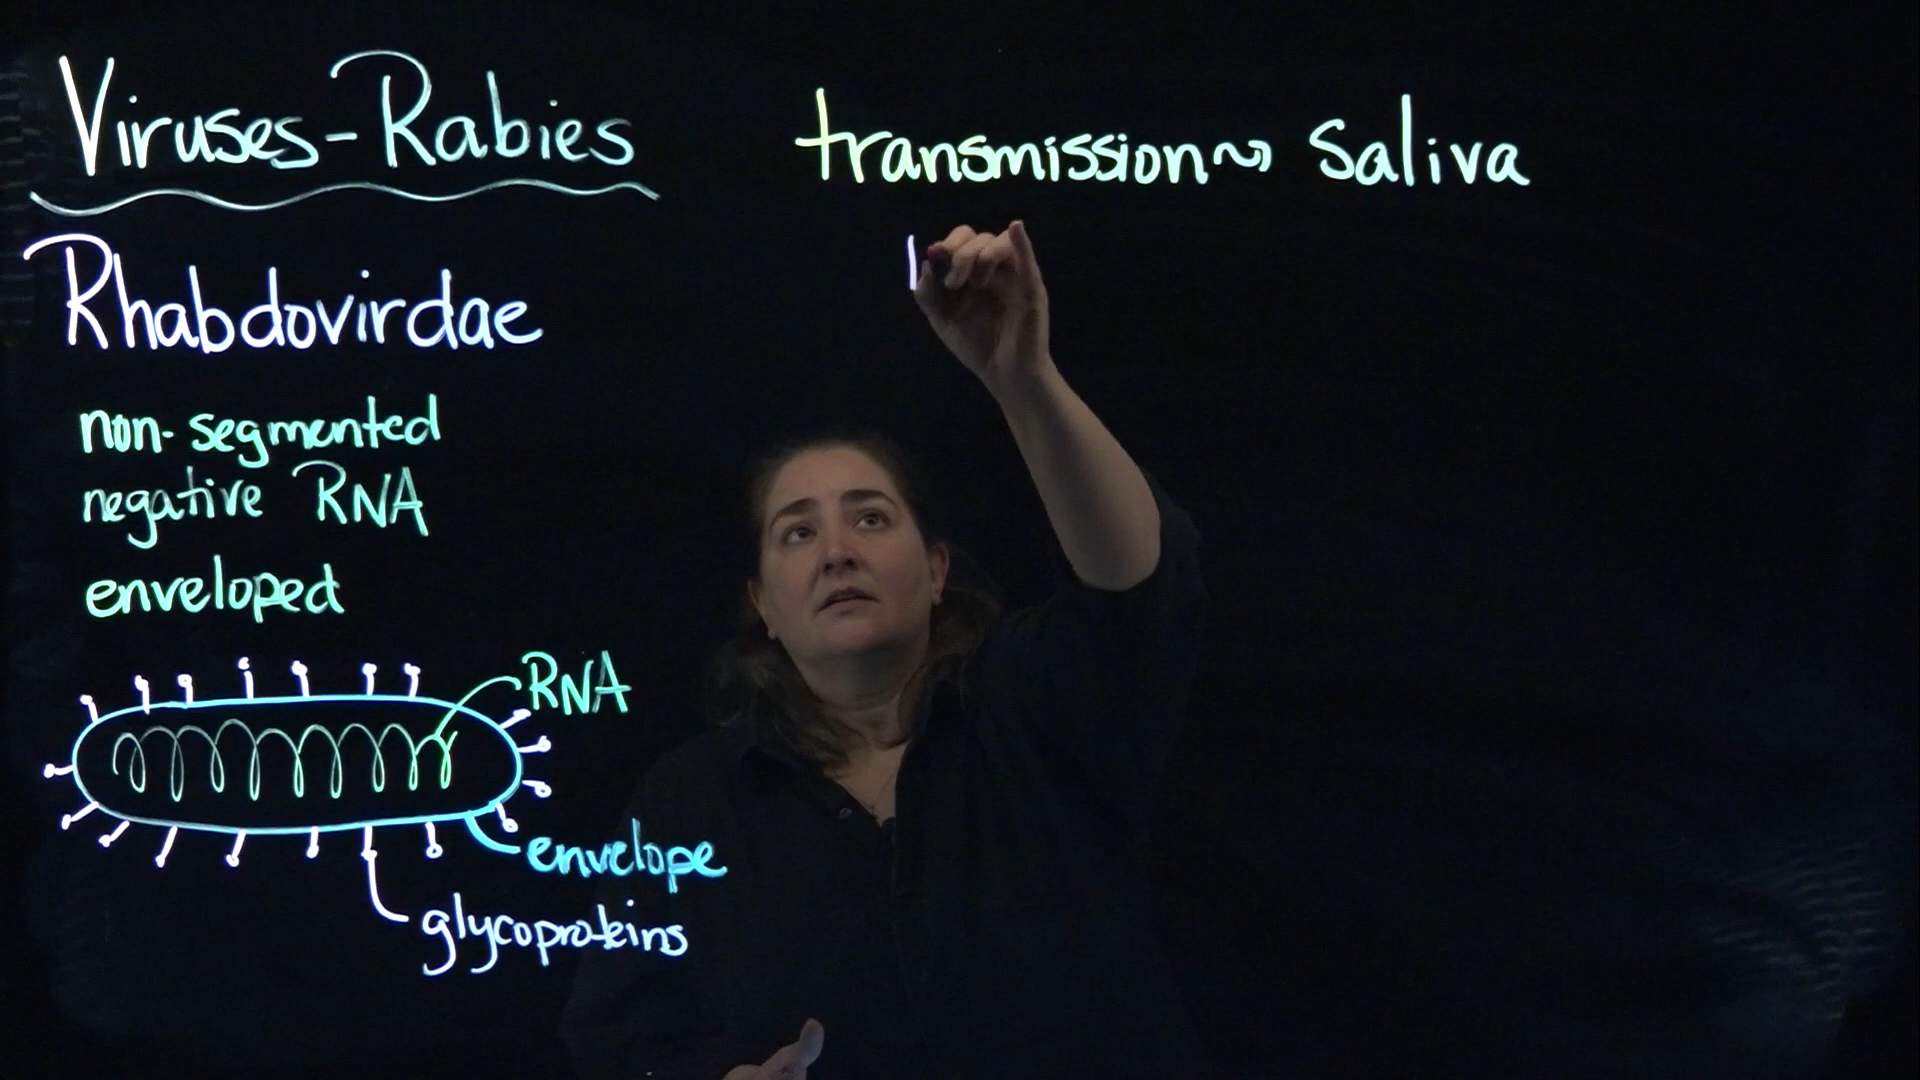 Viruses-Rabies
Rhabdovirdae
non-segmented
negative RNA
enveloped
RNA
envelope
glycoproteins
transmission ⤳ Saliva